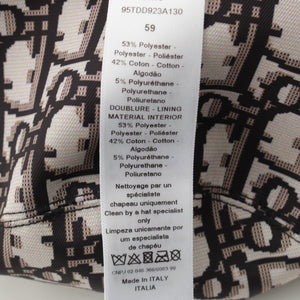 95TDD923A130
59
53% Polyester -
Polyester - Poliéster
42% Coton - Cotton -
Algodão
5% Polyuréthane -
Polyurethane -
Poliuretano
DOUBLURE - LINING
MATERIAL INTERIOR
53% Polyester -
Polyester - Poliéster
42% Coton - Cotton -
Algodão
5% Polyuréthane -
Polyurethane -
Poliuretano
Nettoyage par un
spécialiste du
chapeau uniquement
Clean by a hat specialist
only
Limpeza unicamente por
um especialista de
chapéu
Made in ITALY
ITALIA